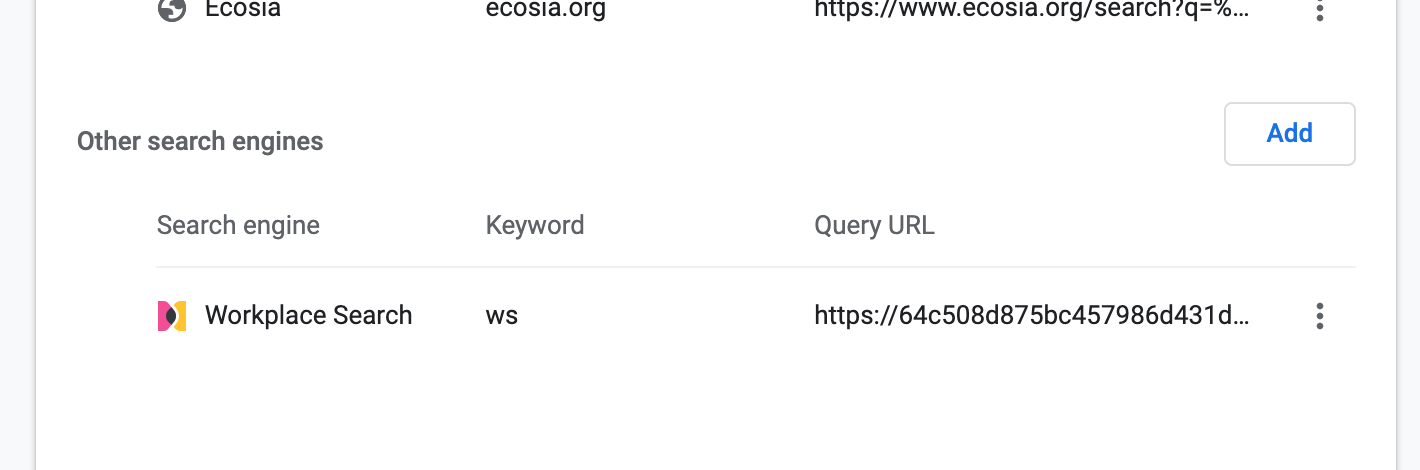 Ecosia ecosia.org https://www.ecosia.org/search?q=%...
Other search engines Add
Search engine Keyword Query URL
Workplace Search ws https://64c508d875bc457986d431d...